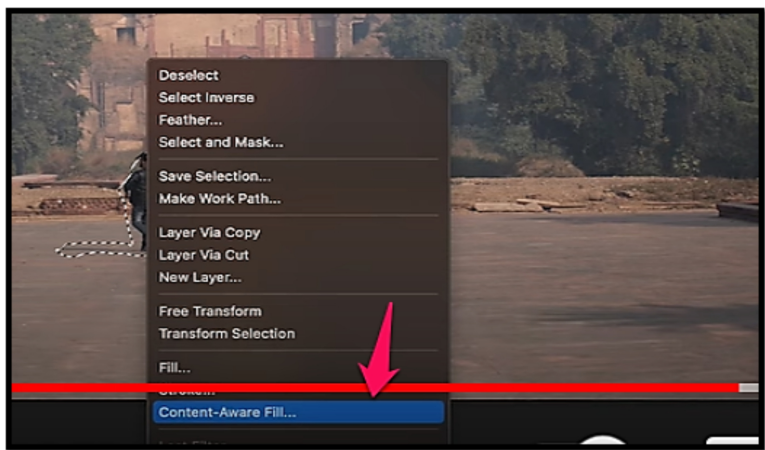 Deselect
Select Inverse
Feather...
Select and Mask...
Save Selection...
Make Work Path...
Layer Via Copy
Layer Via Cut
New Layer...
Free Transform
Transform Selection
Fill...
Stroke...
Content-Aware Fill...